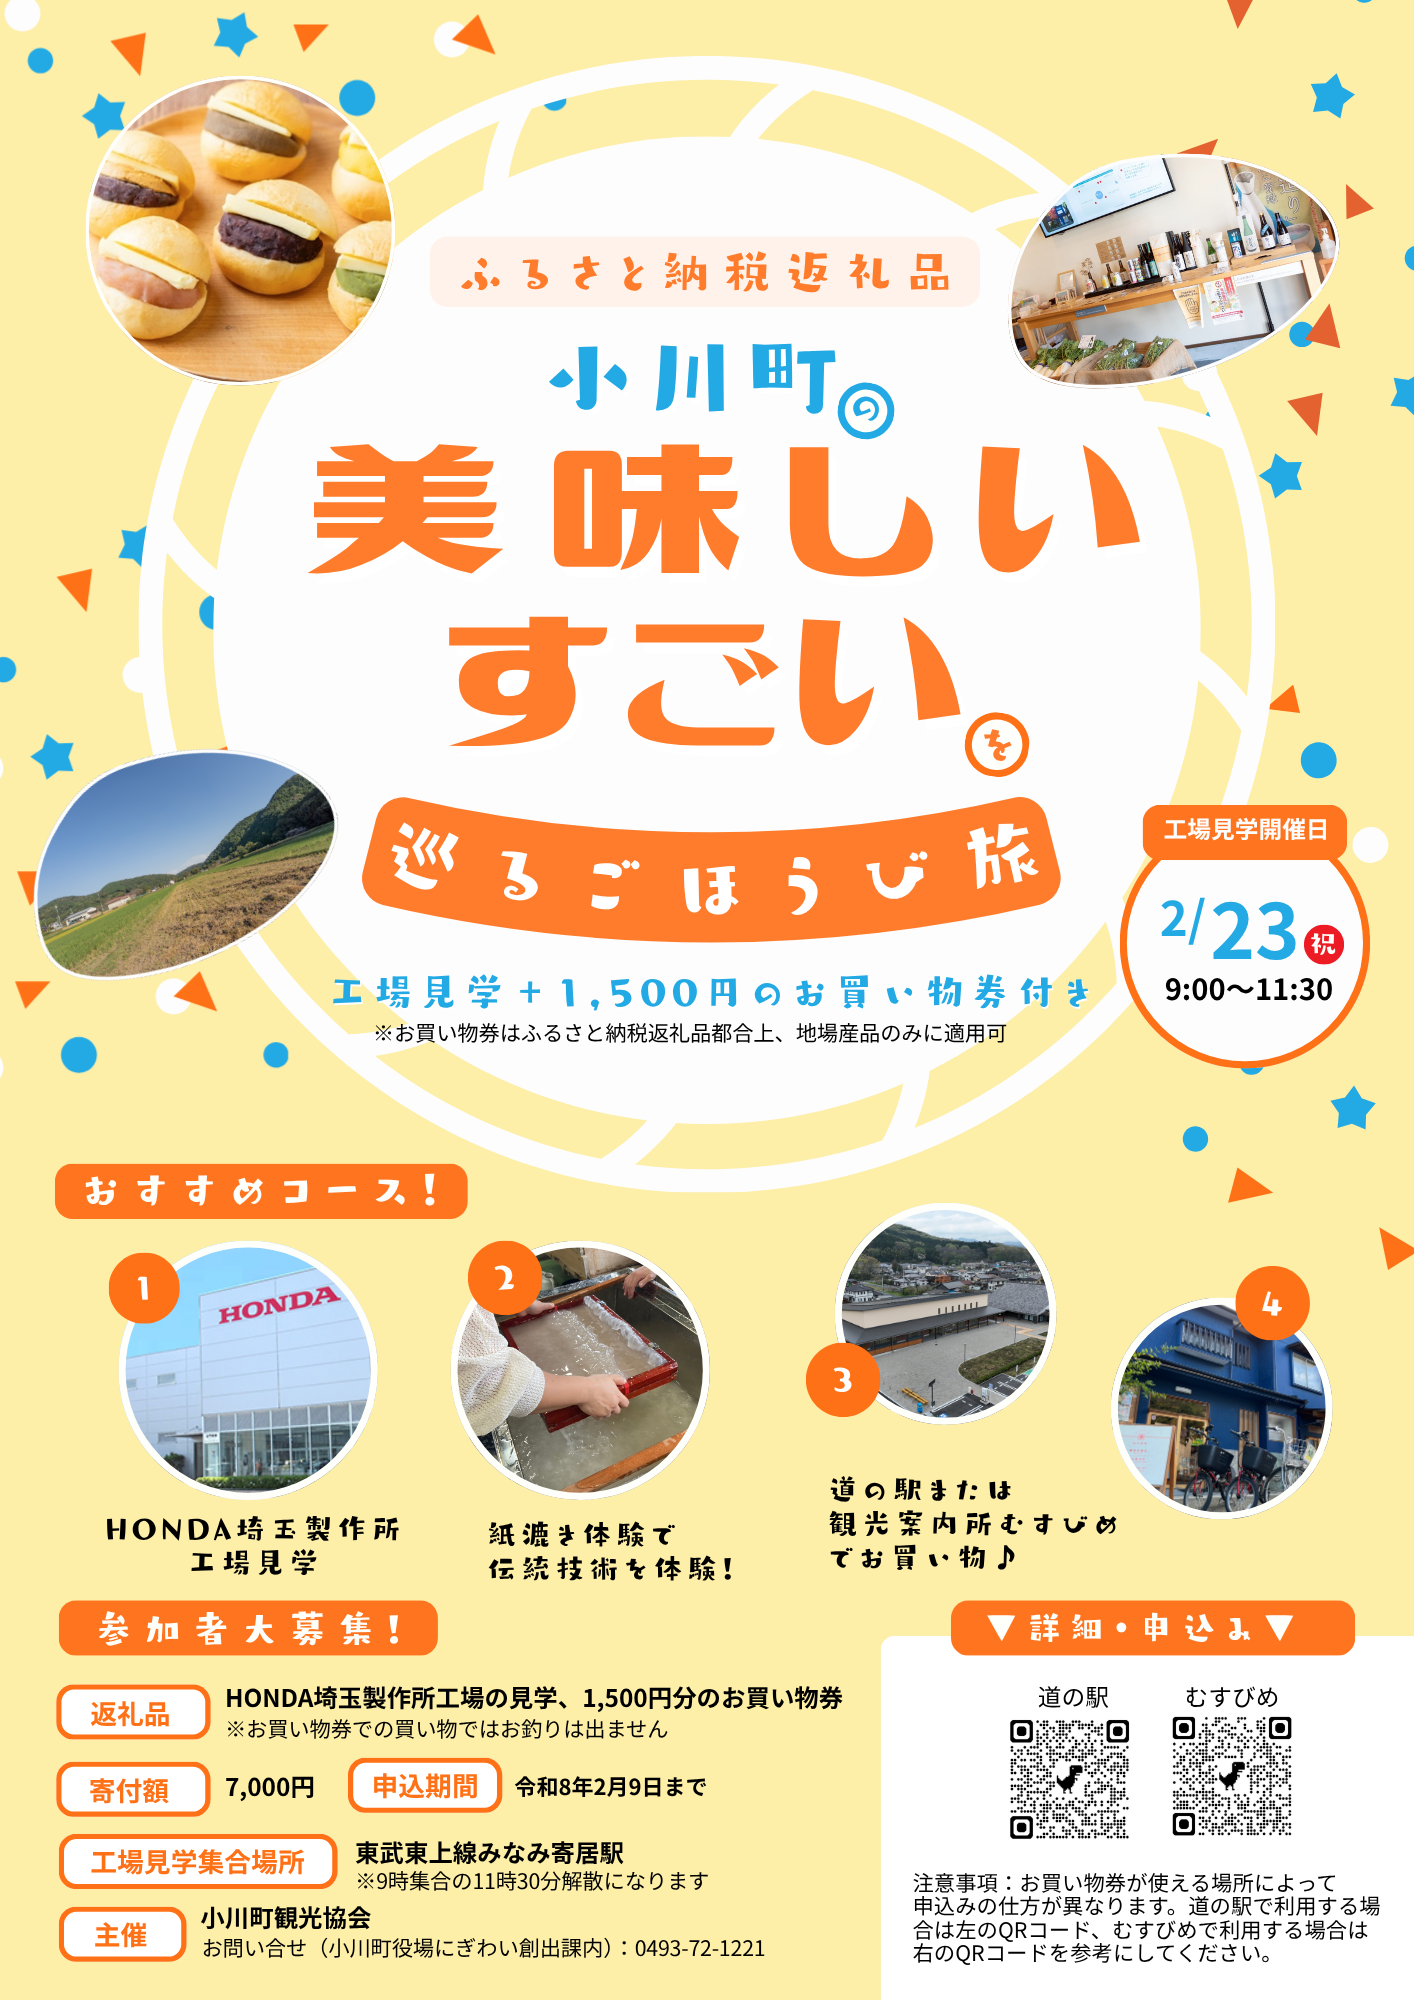 ふるさと納税返礼品
小川町の
美味しい
すごいを
巡るごほうび旅
工場見学開催日
2/23祝
9:00〜11:30
工場見学+1,500円のお買い物券付き
※お買い物券はふるさと納税返礼品都合上、地場産品のみに適用可
おすすめコース!
1
HONDA
2
3
4
HONDA埼玉製作所
工場見学
紙漉き体験で
伝統技術を体験!
道の駅または
観光案内所むすびめ
でお買い物♪
参加者大募集!
返礼品
HONDA埼玉製作所工場の見学、1,500円分のお買い物券
※お買い物券での買い物ではお釣りは出ません
寄付額
7,000円
申込期間
令和8年2月9日まで
工場見学集合場所
東武東上線みなみ寄居駅
※9時集合の11時30分解散になります
主催
小川町観光協会
お問い合せ（小川町役場にぎわい創出課内）：0493-72-1221
▼詳細・申込み▼
道の駅
むすびめ
注意事項：お買い物券が使える場所によって
申込みの仕方が異なります。道の駅で利用する場
合は左のQRコード、むすびめで利用する場合は
右のQRコードを参考にしてください。